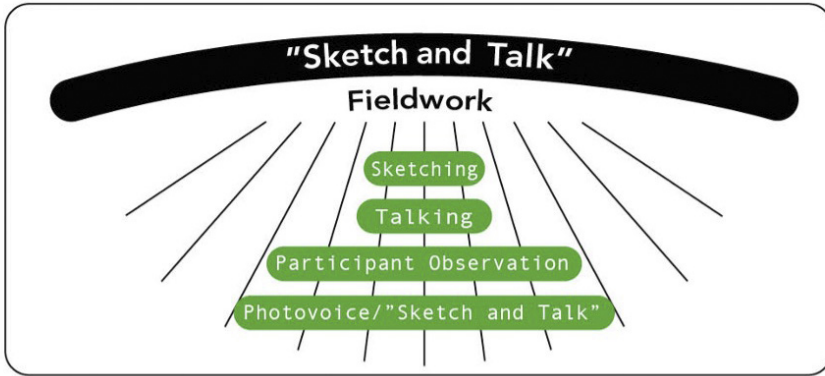 ”Sketch and Talk”
Fieldwork
Sketching
Talking
Participant Observation
Photovoice/”Sketch and Talk”